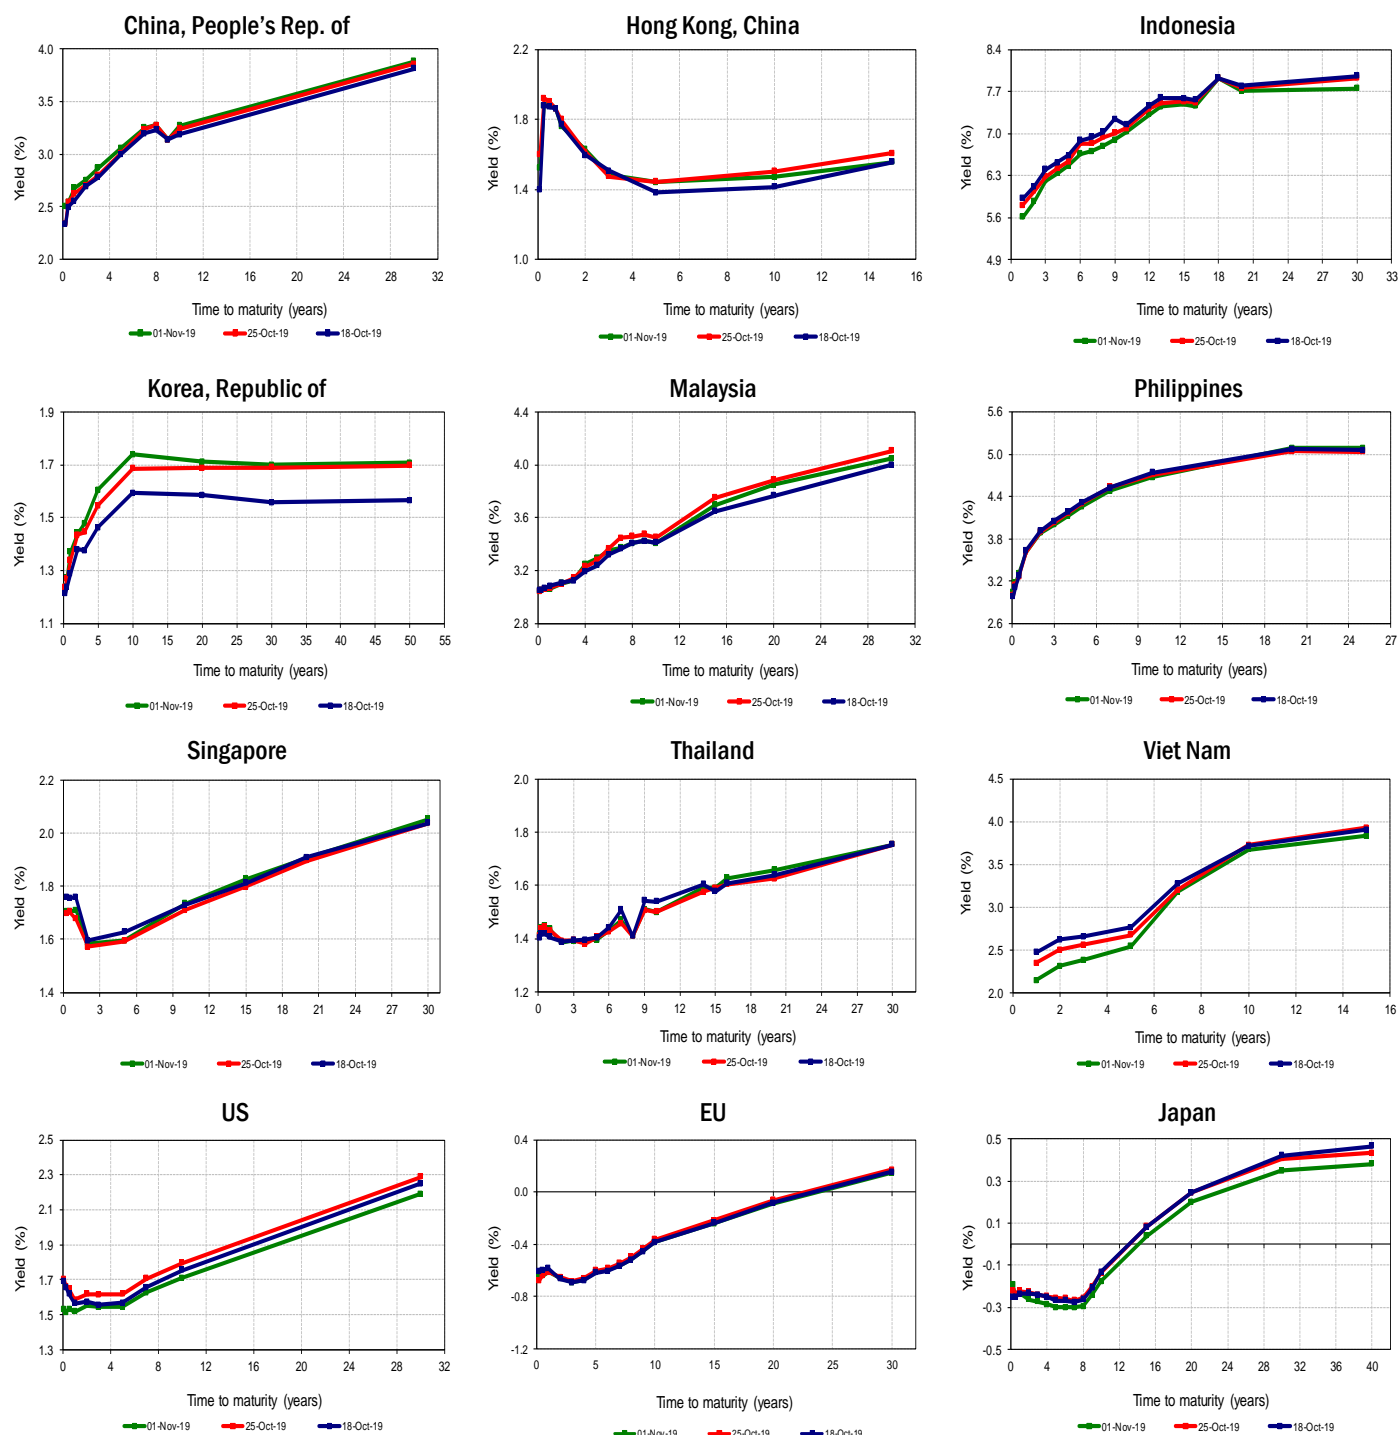 China, People's Rep. of
Yield (%)
4.0
3.5
3.0
2.5
2.0
0 4 8 12 16 20 24 28 32
Time to maturity (years)
01-Nov-19 25-Oct-19 18-Oct-19
Hong Kong, China
Yield (%)
2.2
1.8
1.4
1.0
0 2 4 6 8 10 12 14 16
Time to maturity (years)
01-Nov-19 25-Oct-19 18-Oct-19
Indonesia
Yield (%)
8.4
7.7
7.0
6.3
5.6
4.9
0 3 6 9 12 15 18 21 24 27 30 33
Time to maturity (years)
01-Nov-19 25-Oct-19 18-Oct-19
Korea, Republic of
Yield (%)
1.9
1.7
1.5
1.3
1.1
0 5 10 15 20 25 30 35 40 45 50 55
Time to maturity (years)
01-Nov-19 25-Oct-19 18-Oct-19
Malaysia
Yield (%)
4.4
4.0
3.6
3.2
2.8
0 4 8 12 16 20 24 28 32
Time to maturity (years)
01-Nov-19 25-Oct-19 18-Oct-19
Philippines
Yield (%)
5.6
5.0
4.4
3.8
3.2
2.6
0 3 6 9 12 15 18 21 24 27
Time to maturity (years)
01-Nov-19 25-Oct-19 18-Oct-19
Singapore
Yield (%)
2.2
2.0
1.8
1.6
1.4
0 3 6 9 12 15 18 21 24 27 30
Time to maturity (years)
01-Nov-19 25-Oct-19 18-Oct-19
Thailand
Yield (%)
2.0
1.8
1.6
1.4
1.2
0 3 6 9 12 15 18 21 24 27 30
Time to maturity (years)
01-Nov-19 25-Oct-19 18-Oct-19
Viet Nam
Yield (%)
4.5
4.0
3.5
3.0
2.5
2.0
0 2 4 6 8 10 12 14 16
Time to maturity (years)
01-Nov-19 25-Oct-19 18-Oct-19
US
Yield (%)
2.5
2.3
2.1
1.9
1.7
1.5
1.3
0 4 8 12 16 20 24 28 32
Time to maturity (years)
01-Nov-19 25-Oct-19 18-Oct-19
EU
Yield (%)
0.4
0.0
-0.4
-0.8
-1.2
0 5 10 15 20 25 30
Time to maturity (years)
01-Nov-19 25-Oct-19 18-Oct-19
Japan
Yield (%)
0.5
0.3
0.1
-0.1
-0.3
-0.5
0 4 8 12 16 20 24 28 32 36 40
Time to maturity (years)
01-Nov-19 25-Oct-19 18-Oct-19